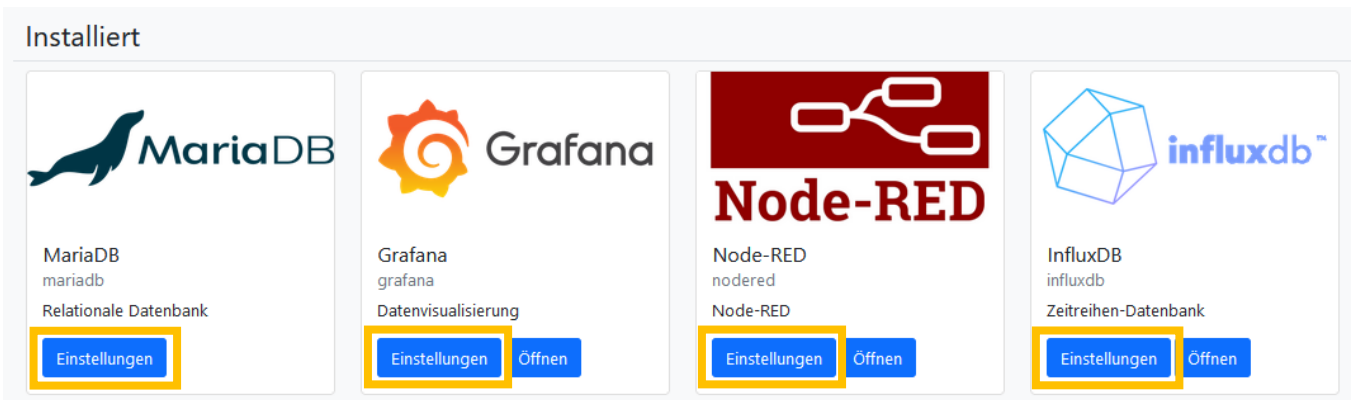 Installiert
MariaDB
MariaDB
mariadb
Relationale Datenbank
Einstellungen
Grafana
Grafana
grafana
Datenvisualisierung
Einstellungen Öffnen
Node-RED
Node-RED
nodered
Node-RED
Einstellungen Öffnen
influxdb™
InfluxDB
influxdb
Zeitreihen-Datenbank
Einstellungen Öffnen